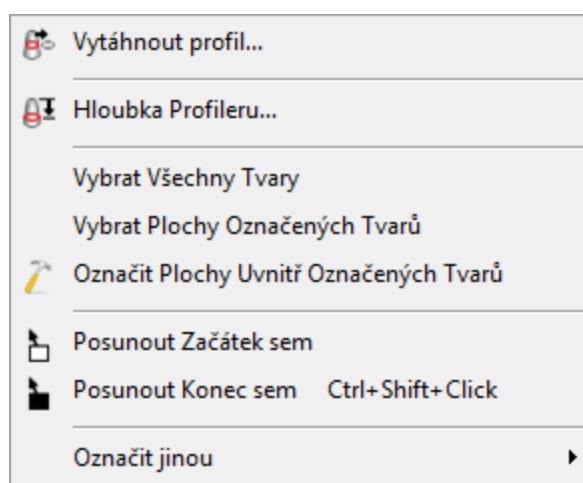 Vytáhnout profil...
Hloubka Profileru...
Vybrat Všechny Tvary
Vybrat Plochy Označených Tvarů
Označit Plochy Uvnitř Označených Tvarů
Posunout Začátek sem
Posunout Konec sem Ctrl+Shift+Click
Označit jinou